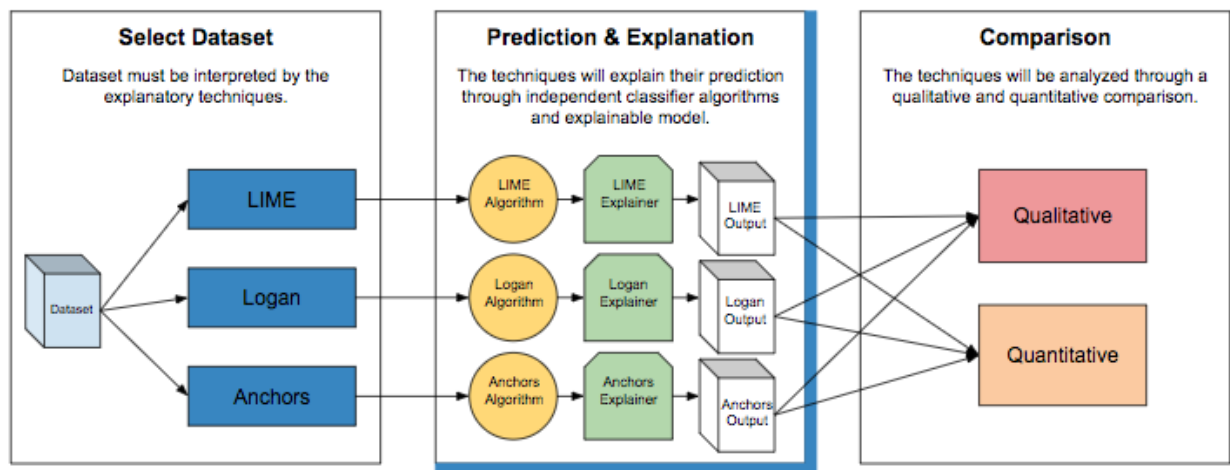 Select Dataset
Dataset must be interpreted by the
explanatory techniques.
Dataset
LIME
Logan
Anchors
Prediction & Explanation
The techniques will explain their prediction
through independent classifier algorithms
and explainable model.
LIME
Algorithm
LIME
Explainer
LIME
Output
Logan
Algorithm
Logan
Explainer
Logan
Output
Anchors
Algorithm
Anchors
Explainer
Anchors
Output
Comparison
The techniques will be analyzed through a
qualitative and quantitative comparison.
Qualitative
Quantitative